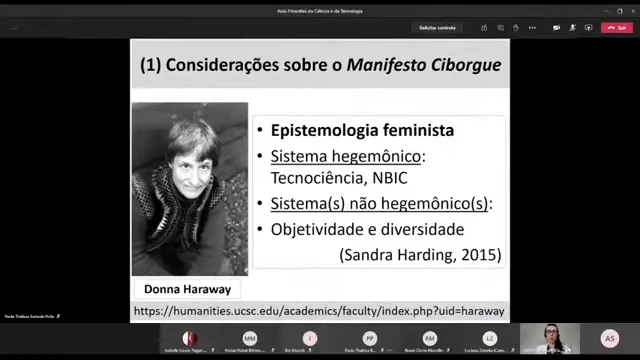 Aula Filosofias da Ciência e da Tecnologia
Solicitar controle
Sair
(1) Considerações sobre o Manifesto Ciborgue
• Epistemologia feminista
• Sistema hegemônico:
Tecnociência, NBIC
• Sistema(s) não hegemônico(s):
• Objetividade e diversidade
(Sandra Harding, 2015)
Donna Haraway
https://humanities.ucsc.edu/academics/faculty/index.php?uid=haraway
MM
I
PP
RM
LZ
AS